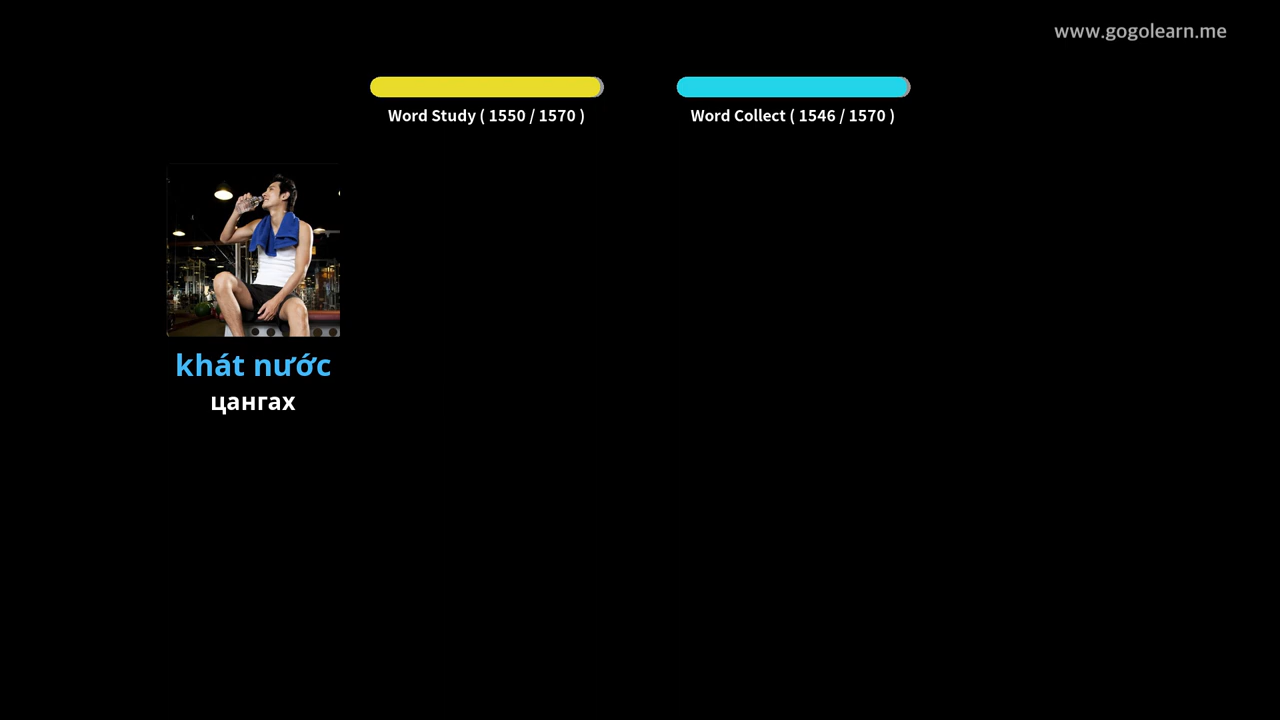 www.gogolearn.me
Word Study ( 1550 / 1570 )
Word Collect ( 1546 / 1570 )
khát nước
цангах